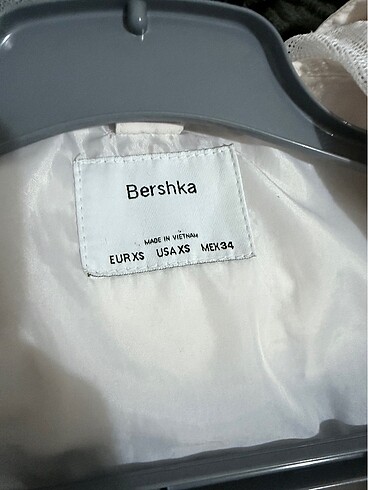 Bershka
MADE IN VIETNAM
EUR XS USA XS MEX 34